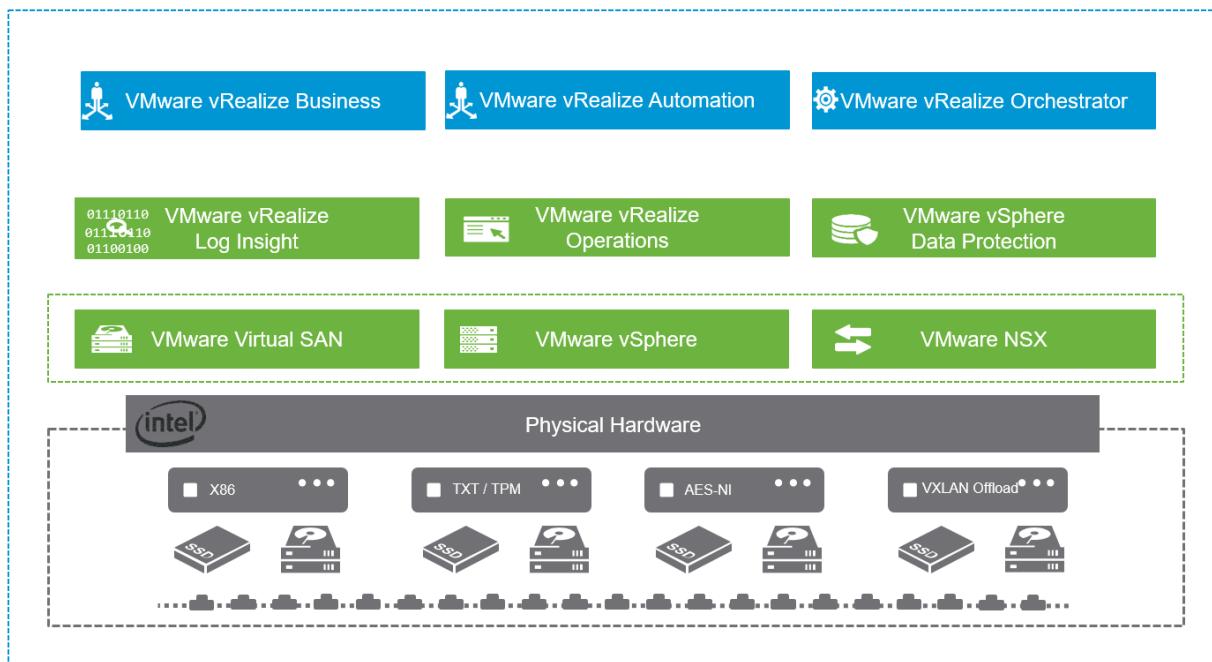 VMware vRealize Business
VMware vRealize Automation
VMware vRealize Orchestrator
01110110
01110110
01100100
VMware vRealize
Log Insight
VMware vRealize
Operations
VMware vSphere
Data Protection
VMware Virtual SAN
VMware vSphere
VMware NSX
intel
Physical Hardware
X86
TXT / TPM
AES-NI
VXLAN Offload
SSD
SSD
SSD
SSD